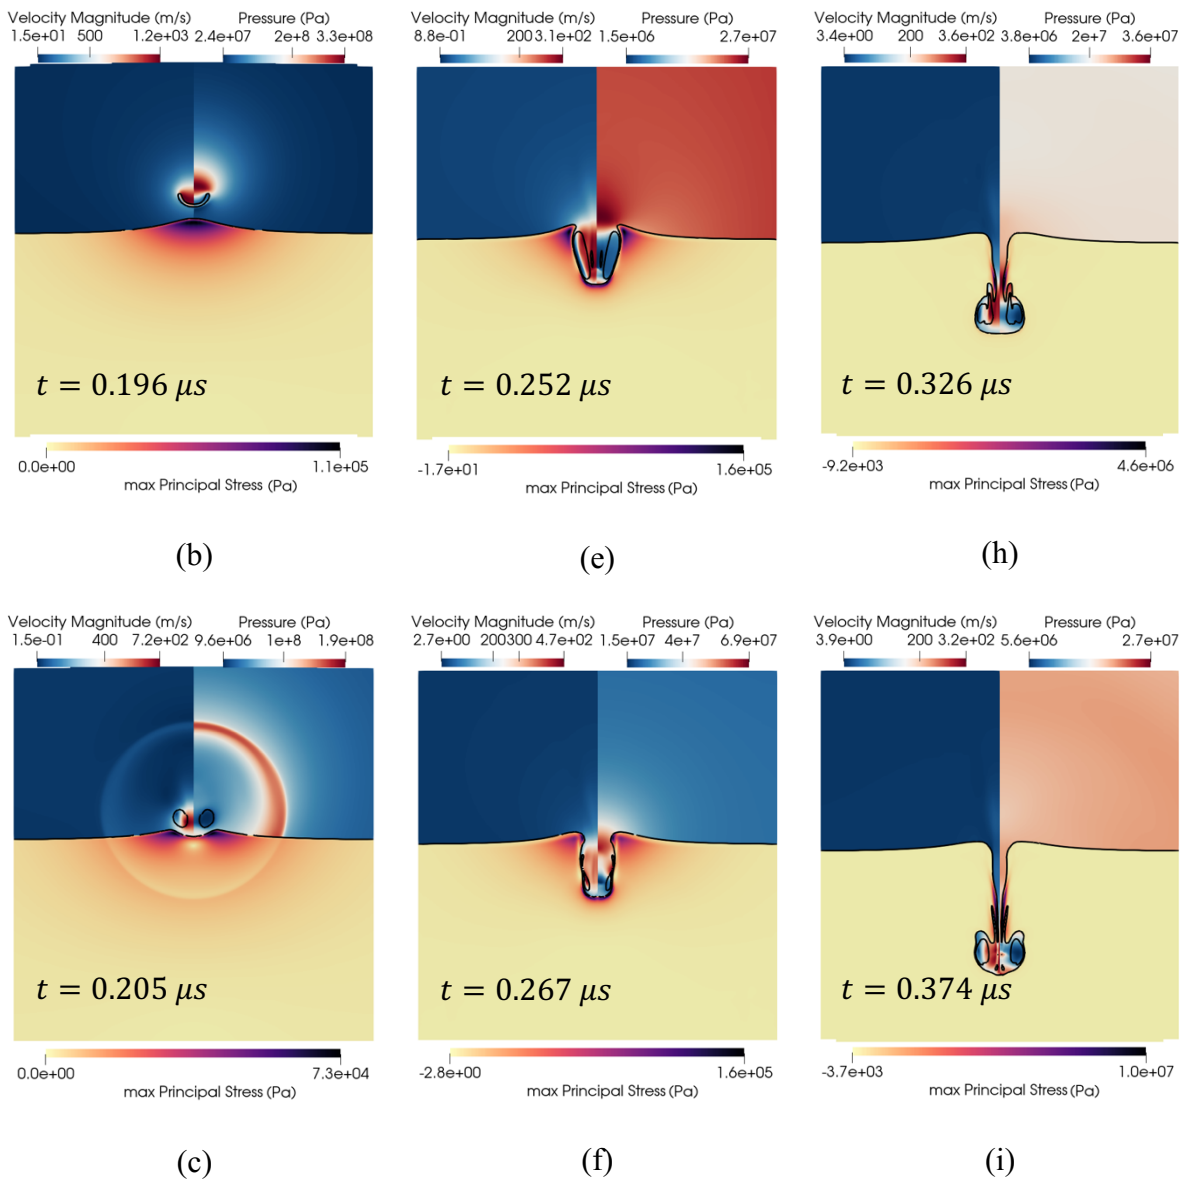 Velocity Magnitude (m/s) Pressure (Pa)
1.5e+01 500 1.2e+03 2.4e+07 2e+8 3.3e+08
t = 0.196 μs
0.0e+00 1.1e+05
max Principal Stress (Pa)
(b)
Velocity Magnitude (m/s) Pressure (Pa)
8.8e-01 200 3.1e+02 1.5e+06 2.7e+07
t = 0.252 μs
-1.7e-01 1.6e+05
max Principal Stress (Pa)
(e)
Velocity Magnitude (m/s) Pressure (Pa)
3.4e+00 200 3.6e+02 3.8e+06 2e+7 3.6e+07
t = 0.326 μs
-9.2e+03 4.6e+06
max Principal Stress (Pa)
(h)
Velocity Magnitude (m/s) Pressure (Pa)
1.5e-01 400 7.2e+02 9.6e+06 1e+8 1.9e+08
t = 0.205 μs
0.0e+00 7.3e+04
max Principal Stress (Pa)
(c)
Velocity Magnitude (m/s) Pressure (Pa)
2.7e+00 200 300 4.7e+02 1.5e+07 4e+7 6.9e+07
t = 0.267 μs
-2.8e+00 1.6e+05
max Principal Stress (Pa)
(f)
Velocity Magnitude (m/s) Pressure (Pa)
3.9e+00 200 3.2e+02 5.6e+06 2.7e+07
t = 0.374 μs
-3.7e+03 1.0e+07
max Principal Stress (Pa)
(i)